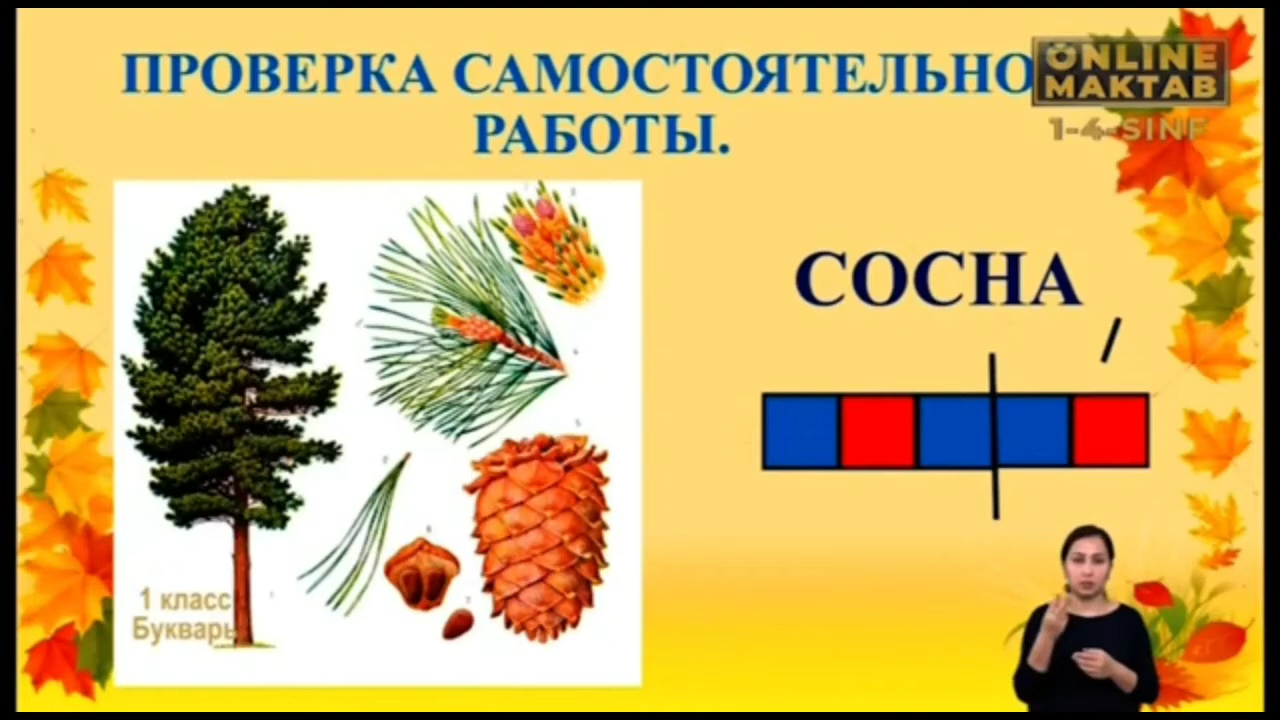 ПРОВЕРКА САМОСТОЯТЕЛЬНО
РАБОТЫ.
ONLINE
MAKTAB
1-4-SINF
СОСНА
1 класс
Букварь